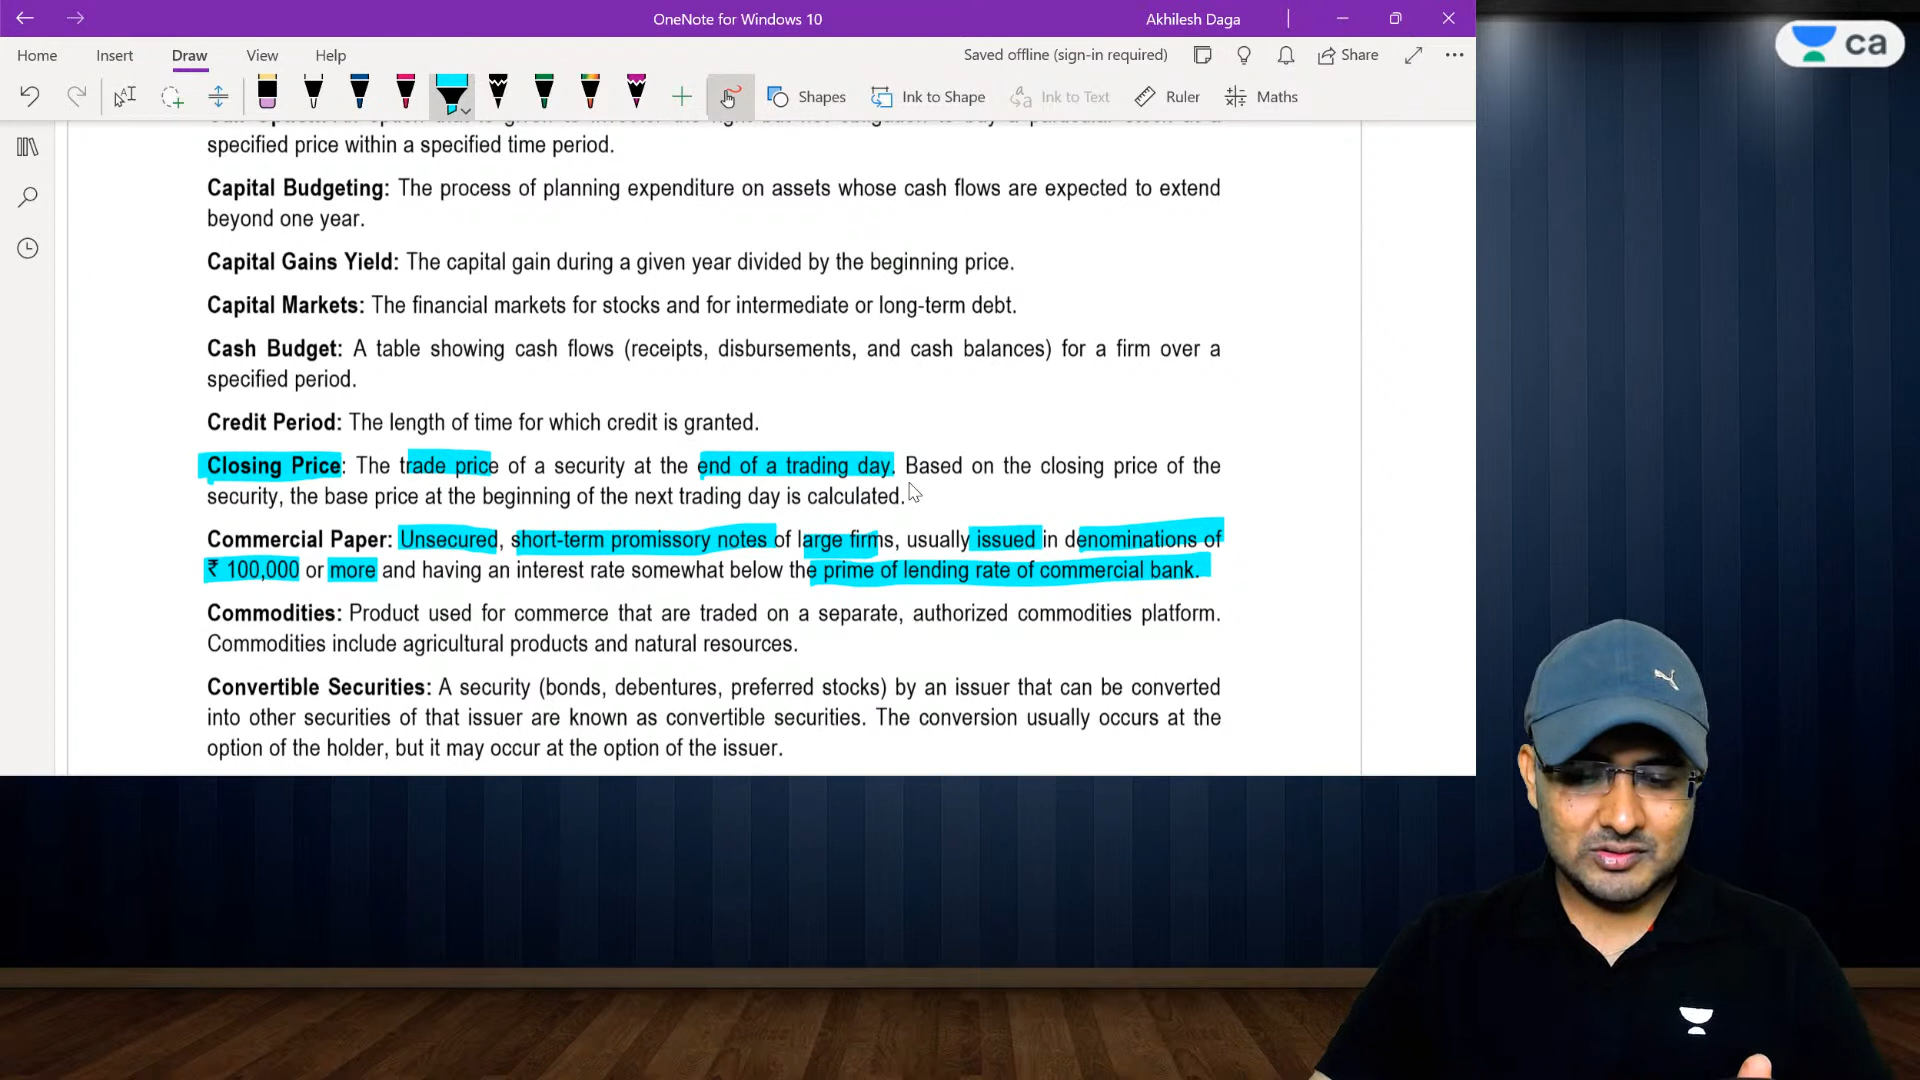 OneNote for Windows 10
Akhilesh Daga
ca
Home Insert Draw View Help
Saved offline (sign-in required)
Share
Shapes
Ink to Shape
Ink to Text
Ruler
Maths
specified price within a specified time period.
Capital Budgeting: The process of planning expenditure on assets whose cash flows are expected to extend
beyond one year.
Capital Gains Yield: The capital gain during a given year divided by the beginning price.
Capital Markets: The financial markets for stocks and for intermediate or long-term debt.
Cash Budget: A table showing cash flows (receipts, disbursements, and cash balances) for a firm over a
specified period.
Credit Period: The length of time for which credit is granted.
Closing Price: The trade price of a security at the end of a trading day. Based on the closing price of the
security, the base price at the beginning of the next trading day is calculated.
Commercial Paper: Unsecured, short-term promissory notes of large firms, usually issued in denominations of
₹ 100,000 or more and having an interest rate somewhat below the prime of lending rate of commercial bank.
Commodities: Product used for commerce that are traded on a separate, authorized commodities platform.
Commodities include agricultural products and natural resources.
Convertible Securities: A security (bonds, debentures, preferred stocks) by an issuer that can be converted
into other securities of that issuer are known as convertible securities. The conversion usually occurs at the
option of the holder, but it may occur at the option of the issuer.